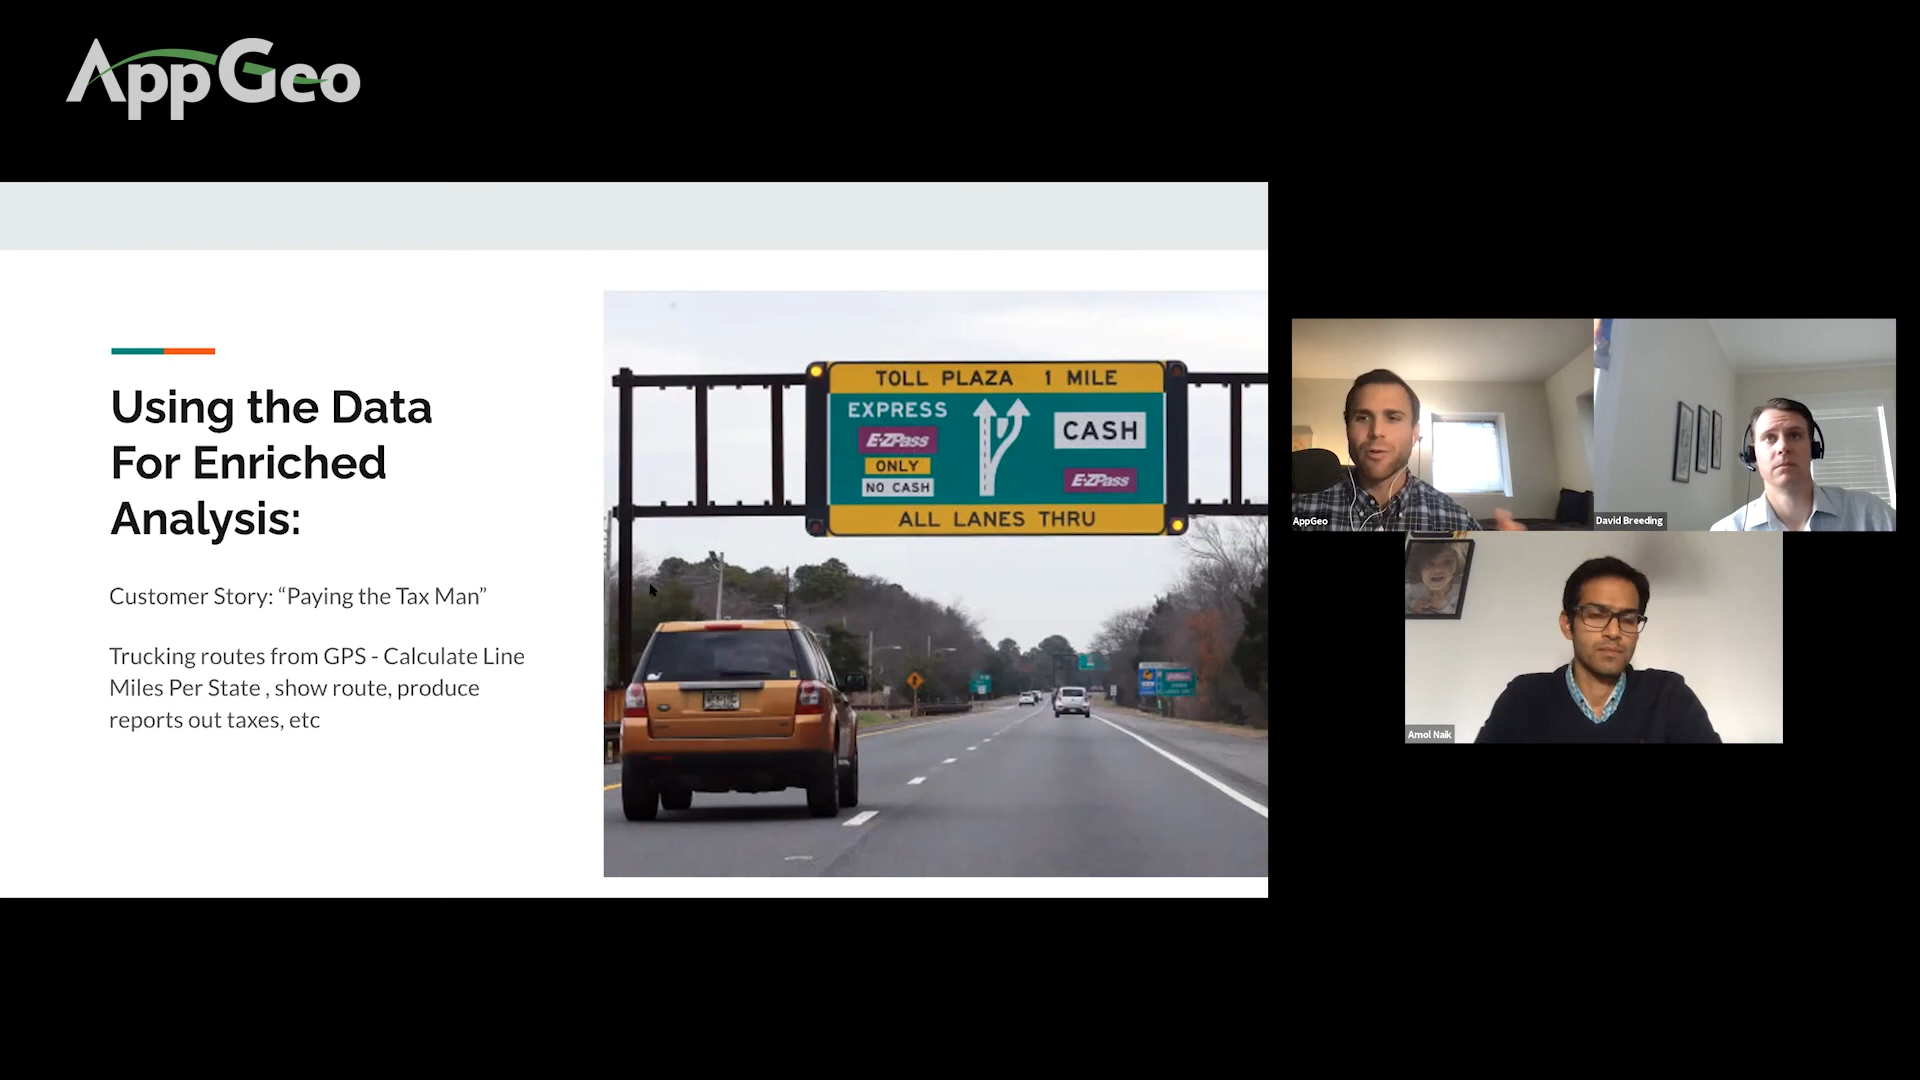 AppGeo
Using the Data
For Enriched
Analysis:
Customer Story: “Paying the Tax Man”
Trucking routes from GPS - Calculate Line
Miles Per State , show route, produce
reports out taxes, etc
TOLL PLAZA 1 MILE
EXPRESS
E-ZPass
ONLY
NO CASH
CASH
E-ZPass
ALL LANES THRU
AppGeo
David Breeding
Amol Naik